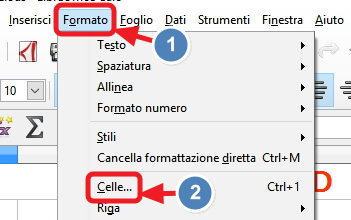 Inserisci Formato Foglio Dati Strumenti Finestra Aiuto
1
Testo
Spaziatura
Allinea
10
Formato numero
Stili
Cancella formattazione diretta Ctrl+M
Celle... 2 Ctrl+1
D
Riga